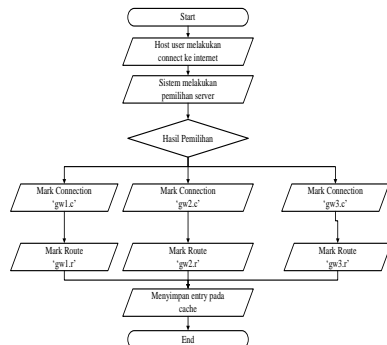 Start
Host user melakukan
connect ke internet
Sistem melakukan
pemilihan server
Hasil Pemilihan
Mark Connection
'gw1.c'
Mark Connection
'gw2.c'
Mark Connection
'gw3.c'
Mark Route
'gw1.r'
Mark Route
'gw2.r'
Mark Route
'gw3.r'
Menyimpan entry pada
cache
End